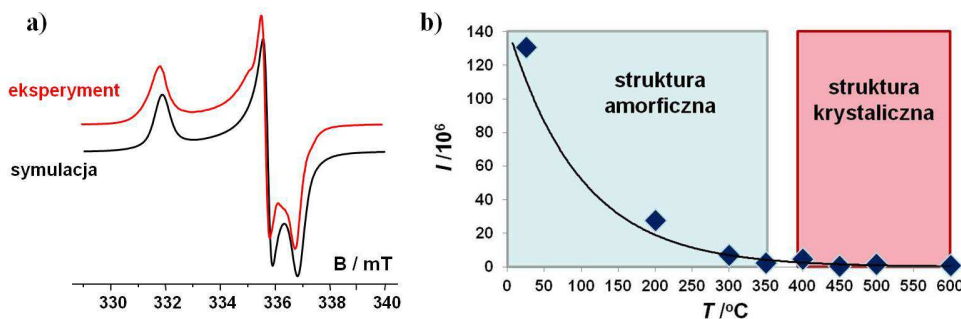 a)
eksperyment
symulacja
B / mT
330 332 334 336 338 340
b)
I /10⁶
140
120
100
80
60
40
20
0
struktura
amorficzna
struktura
krystaliczna
0 50 100 150 200 250 300 350 400 450 500 550 600
T /°C